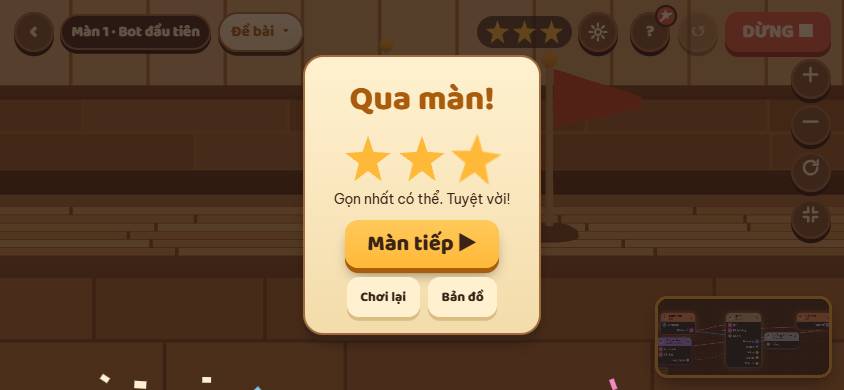 Màn 1 · Bot đầu tiên
Đề bài
?
DỪNG
Qua màn!
Gọn nhất có thể. Tuyệt vời!
Màn tiếp
Chơi lại
Bản đồ